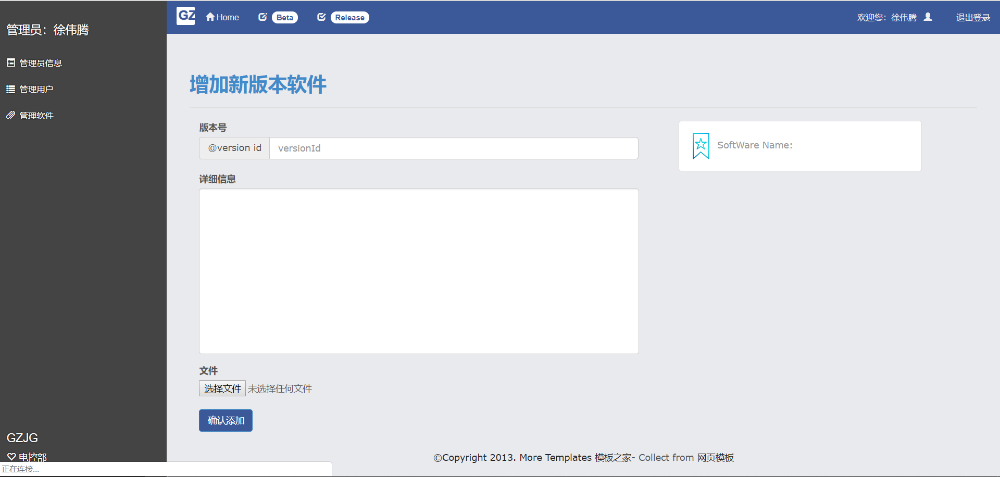 管理员：徐伟腾
管理员信息
管理用户
管理软件
GZJG
电控部
正在连接...
GZ
Home
Beta
Release
欢迎您：徐伟腾
退出登录
增加新版本软件
版本号
@version id
versionId
详细信息
文件
选择文件 未选择任何文件
确认添加
SoftWare Name:
©Copyright 2013. More Templates 模板之家- Collect from 网页模板